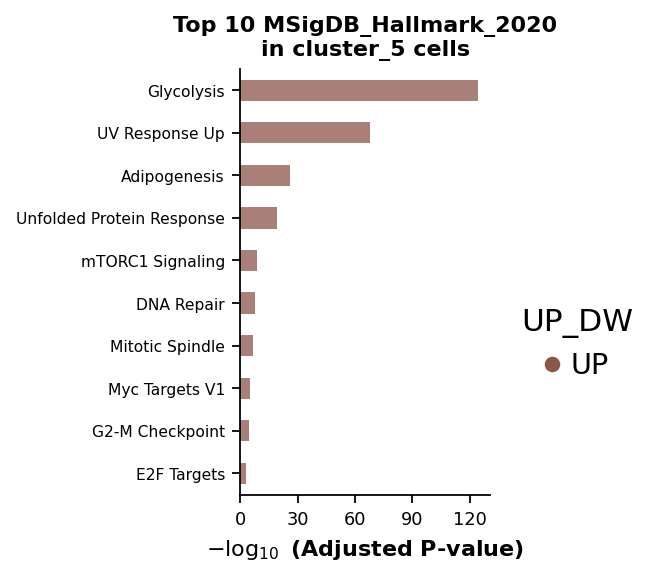 Top 10 MSigDB_Hallmark_2020
in cluster_5 cells
Glycolysis
UV Response Up
Adipogenesis
Unfolded Protein Response
mTORC1 Signaling
DNA Repair
Mitotic Spindle
Myc Targets V1
G2-M Checkpoint
E2F Targets
UP_DW
UP
0 30 60 90 120
−log₁₀ (Adjusted P-value)